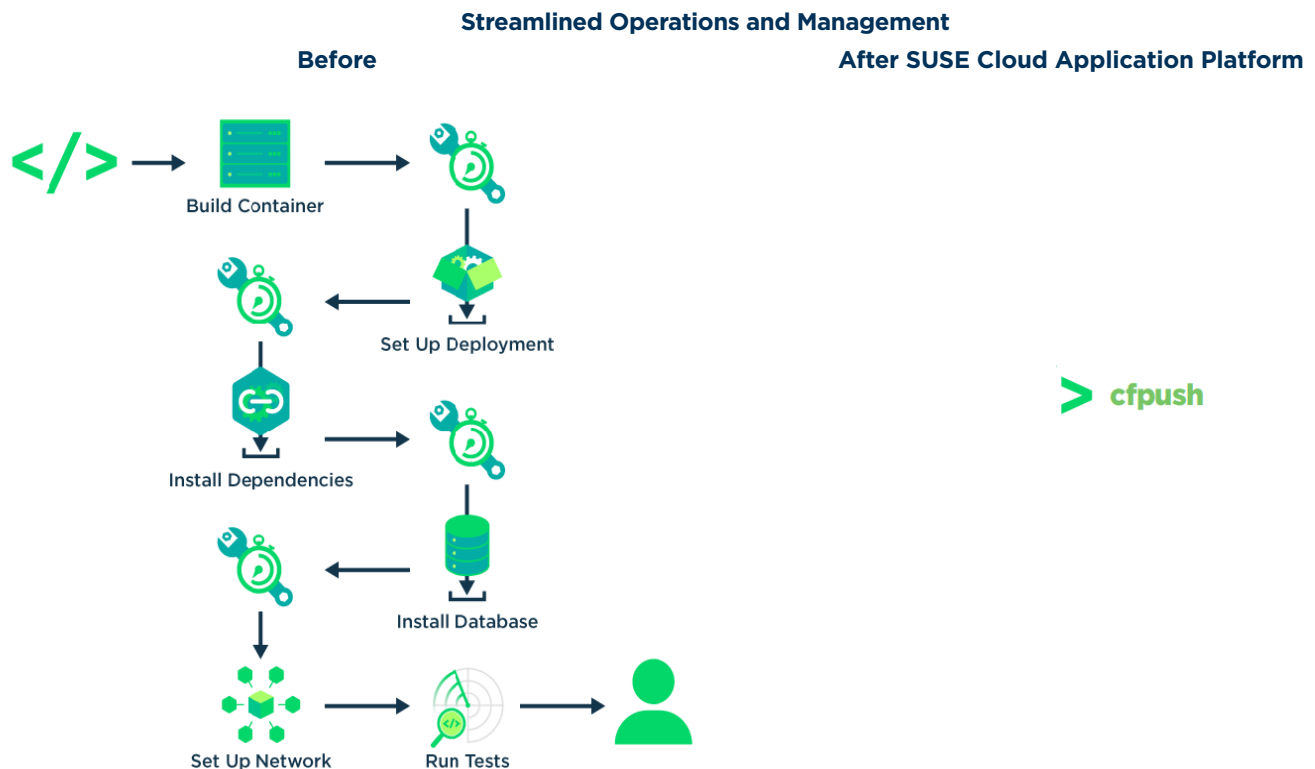 Streamlined Operations and Management
Before
After SUSE Cloud Application Platform
</>
Build Container
Set Up Deployment
Install Dependencies
> cfpush
Install Database
</>
Set Up Network
Run Tests